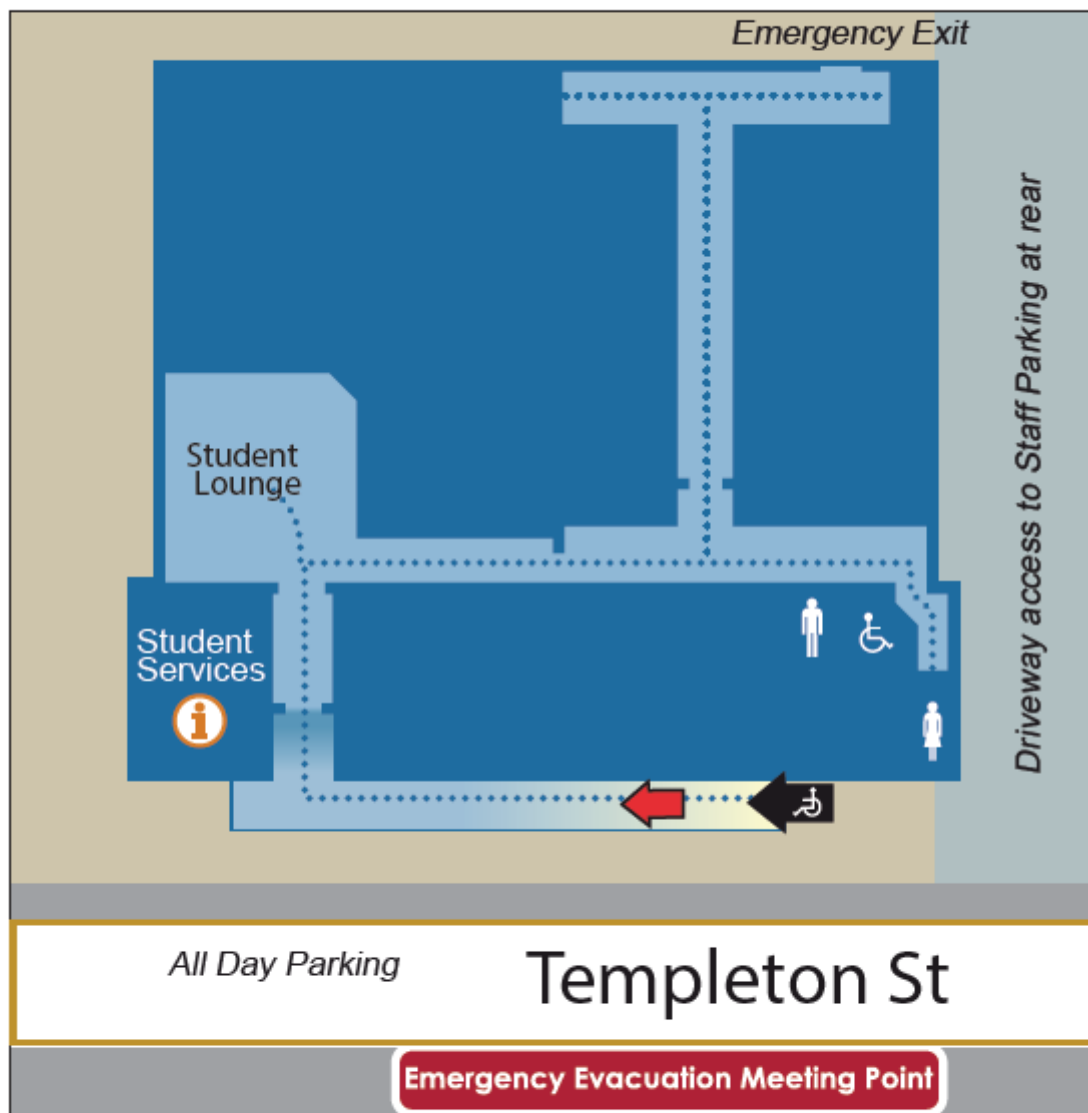 Emergency Exit
Driveway access to Staff Parking at rear
Student
Lounge
Student
Services
i
All Day Parking
Templeton St
Emergency Evacuation Meeting Point